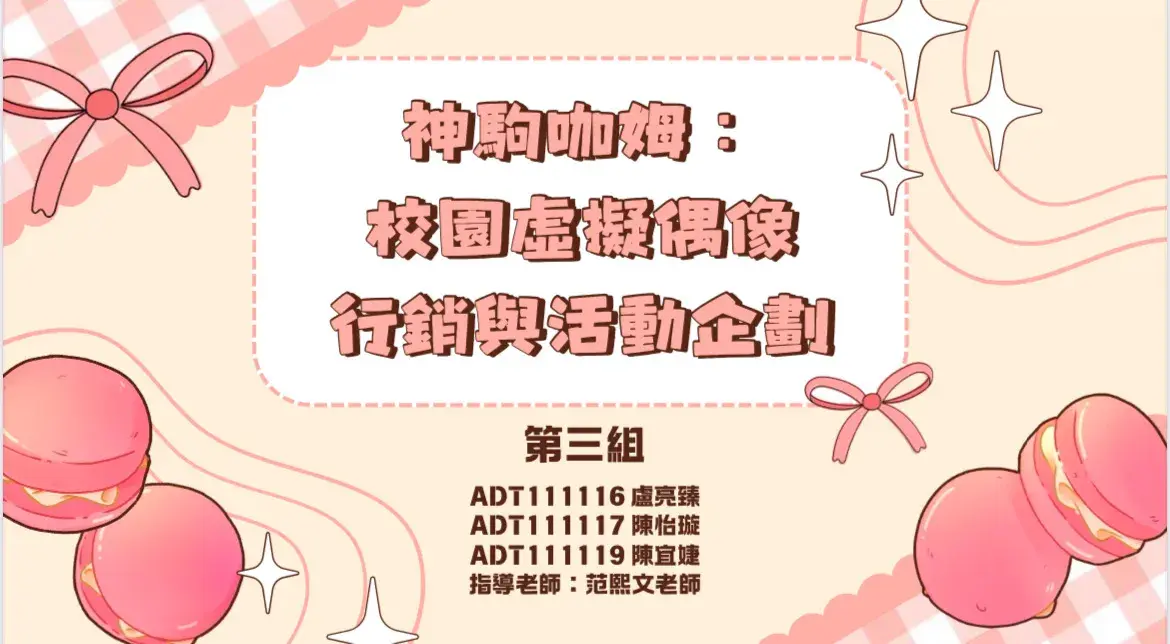 神駒咖姆：
校園虛擬偶像
行銷與活動企劃
第三組
ADT111116 盧亮臻
ADT111117 陳怡璇
ADT111119 陳宜婕
指導老師：范熙文老師